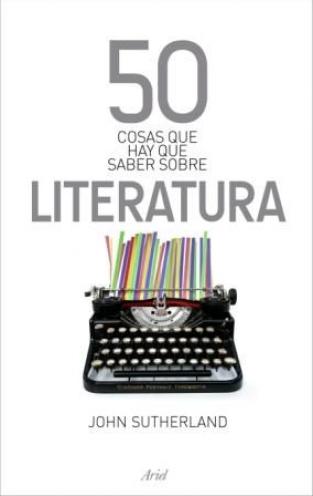 50
COSAS QUE
HAY QUE
SABER SOBRE
LITERATURA
JOHN SUTHERLAND
Ariel